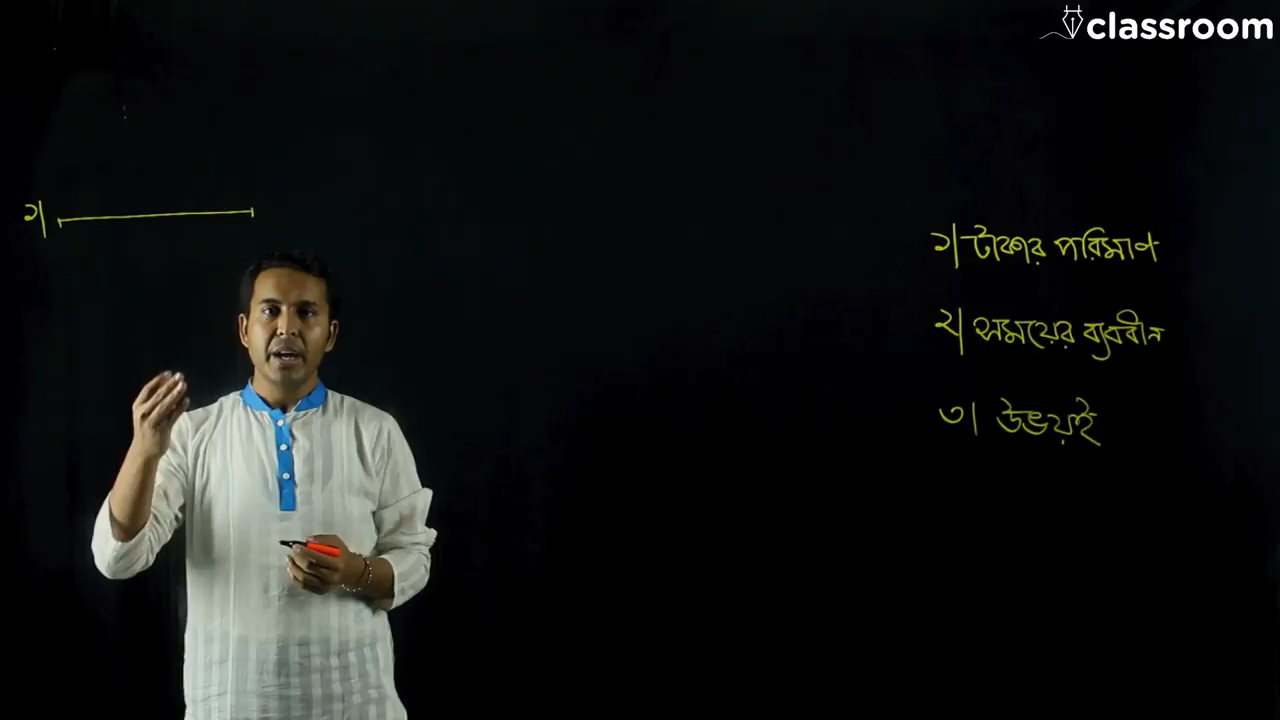 classroom
১|
১| টাকার পরিমাণ
২| সময়ের ব্যবধীন
৩| উভয়ই